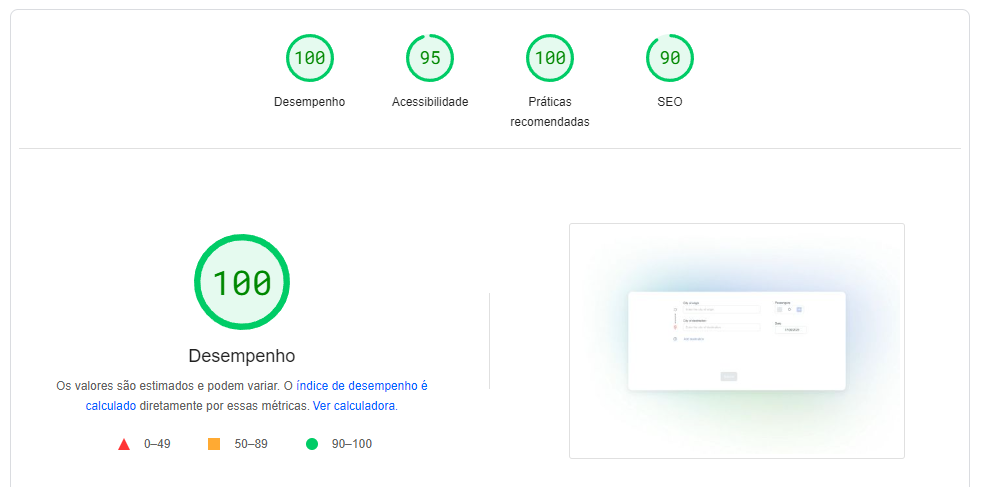 100
95
100
90
Desempenho
Acessibilidade
Práticas
recomendadas
SEO
100
Desempenho
Os valores são estimados e podem variar. O índice de desempenho é
calculado diretamente por essas métricas. Ver calculadora.
0–49
50–89
90–100